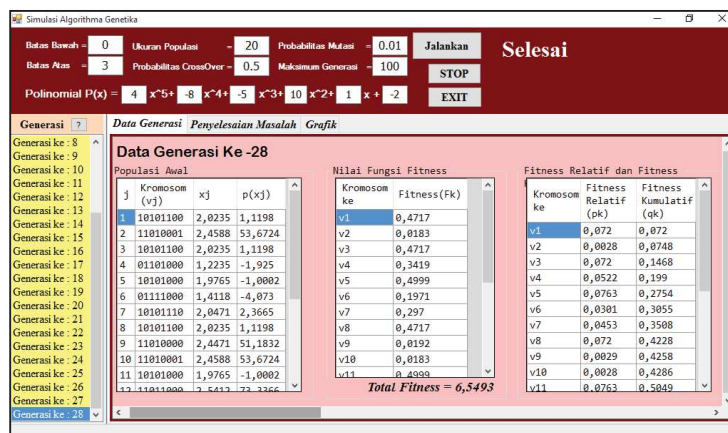 Simulasi Algorithma Genetika
Batas Bawah = 0 Ukuran Populasi = 20 Probabilitas Mutasi = 0.01 Jalankan Selesai
Batas Atas = 3 Probabilitas CrossOver = 0.5 Maksimum Generasi = 100 STOP
Polinomial P(x) = 4 x^5+ -8 x^4+ -5 x^3+ 10 x^2+ 1 x + -2 EXIT
Generasi ? Data Generasi Penyelesaian Masalah Grafik
Generasi ke : 8
Generasi ke : 9
Generasi ke : 10
Generasi ke : 11
Generasi ke : 12
Generasi ke : 13
Generasi ke : 14
Generasi ke : 15
Generasi ke : 16
Generasi ke : 17
Generasi ke : 18
Generasi ke : 19
Generasi ke : 20
Generasi ke : 21
Generasi ke : 22
Generasi ke : 23
Generasi ke : 24
Generasi ke : 25
Generasi ke : 26
Generasi ke : 27
Generasi ke : 28
Data Generasi Ke -28
Populasi Awal
j Kromosom (vj) xj p(xj)
1 10101100 2,0235 1,1198
2 11010001 2,4588 53,6724
3 10101100 2,0235 1,1198
4 01101000 1,2235 -1,925
5 10101000 1,9765 -1,0002
6 01111000 1,4118 -4,073
7 10101110 2,0471 2,3665
8 10101100 2,0235 1,1198
9 11010000 2,4471 51,1832
10 11010001 2,4588 53,6724
11 10101000 1,9765 -1,0002
12 11011000 2,5412 73,3366
Nilai Fungsi Fitness
Kromosom ke Fitness(Fk)
v1 0,4717
v2 0,0183
v3 0,4717
v4 0,3419
v5 0,4999
v6 0,1971
v7 0,297
v8 0,4717
v9 0,0192
v10 0,0183
v11 0,4999
Total Fitness = 6,5493
Fitness Relatif dan Fitness
Kromosom ke Fitness Relatif (pk) Fitness Kumulatif (qk)
v1 0,072 0,072
v2 0,0028 0,0748
v3 0,072 0,1468
v4 0,0522 0,199
v5 0,0763 0,2754
v6 0,0301 0,3055
v7 0,0453 0,3508
v8 0,072 0,4228
v9 0,0029 0,4258
v10 0,0028 0,4286
v11 0,0763 0,5049